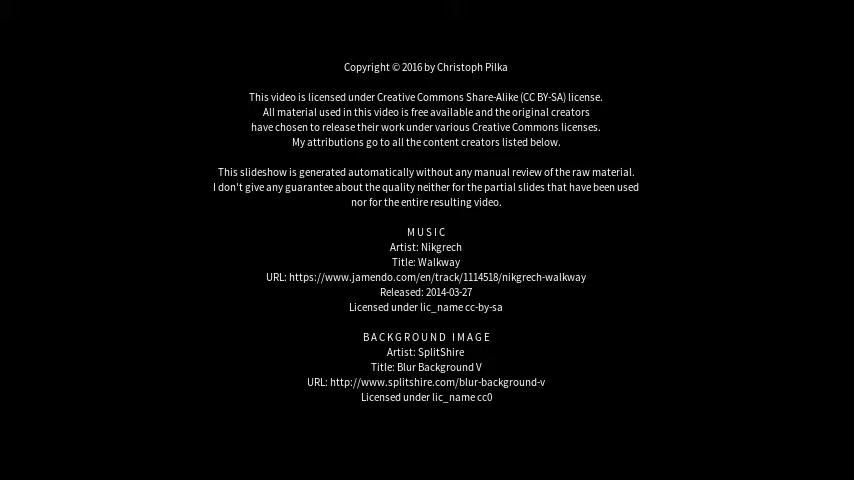 Copyright © 2016 by Christoph Pilka
This video is licensed under Creative Commons Share-Alike (CC BY-SA) license.
All material used in this video is free available and the original creators
have chosen to release their work under various Creative Commons licenses.
My attributions go to all the content creators listed below.
This slideshow is generated automatically without any manual review of the raw material.
I don't give any guarantee about the quality neither for the partial slides that have been used
nor for the entire resulting video.
MUSIC
Artist: Nikgrech
Title: Walkway
URL: https://www.jamendo.com/en/track/1114518/nikgrech-walkway
Released: 2014-03-27
Licensed under lic_name cc-by-sa
BACKGROUND IMAGE
Artist: SplitShire
Title: Blur Background V
URL: http://www.splitshire.com/blur-background-v
Licensed under lic_name cc0